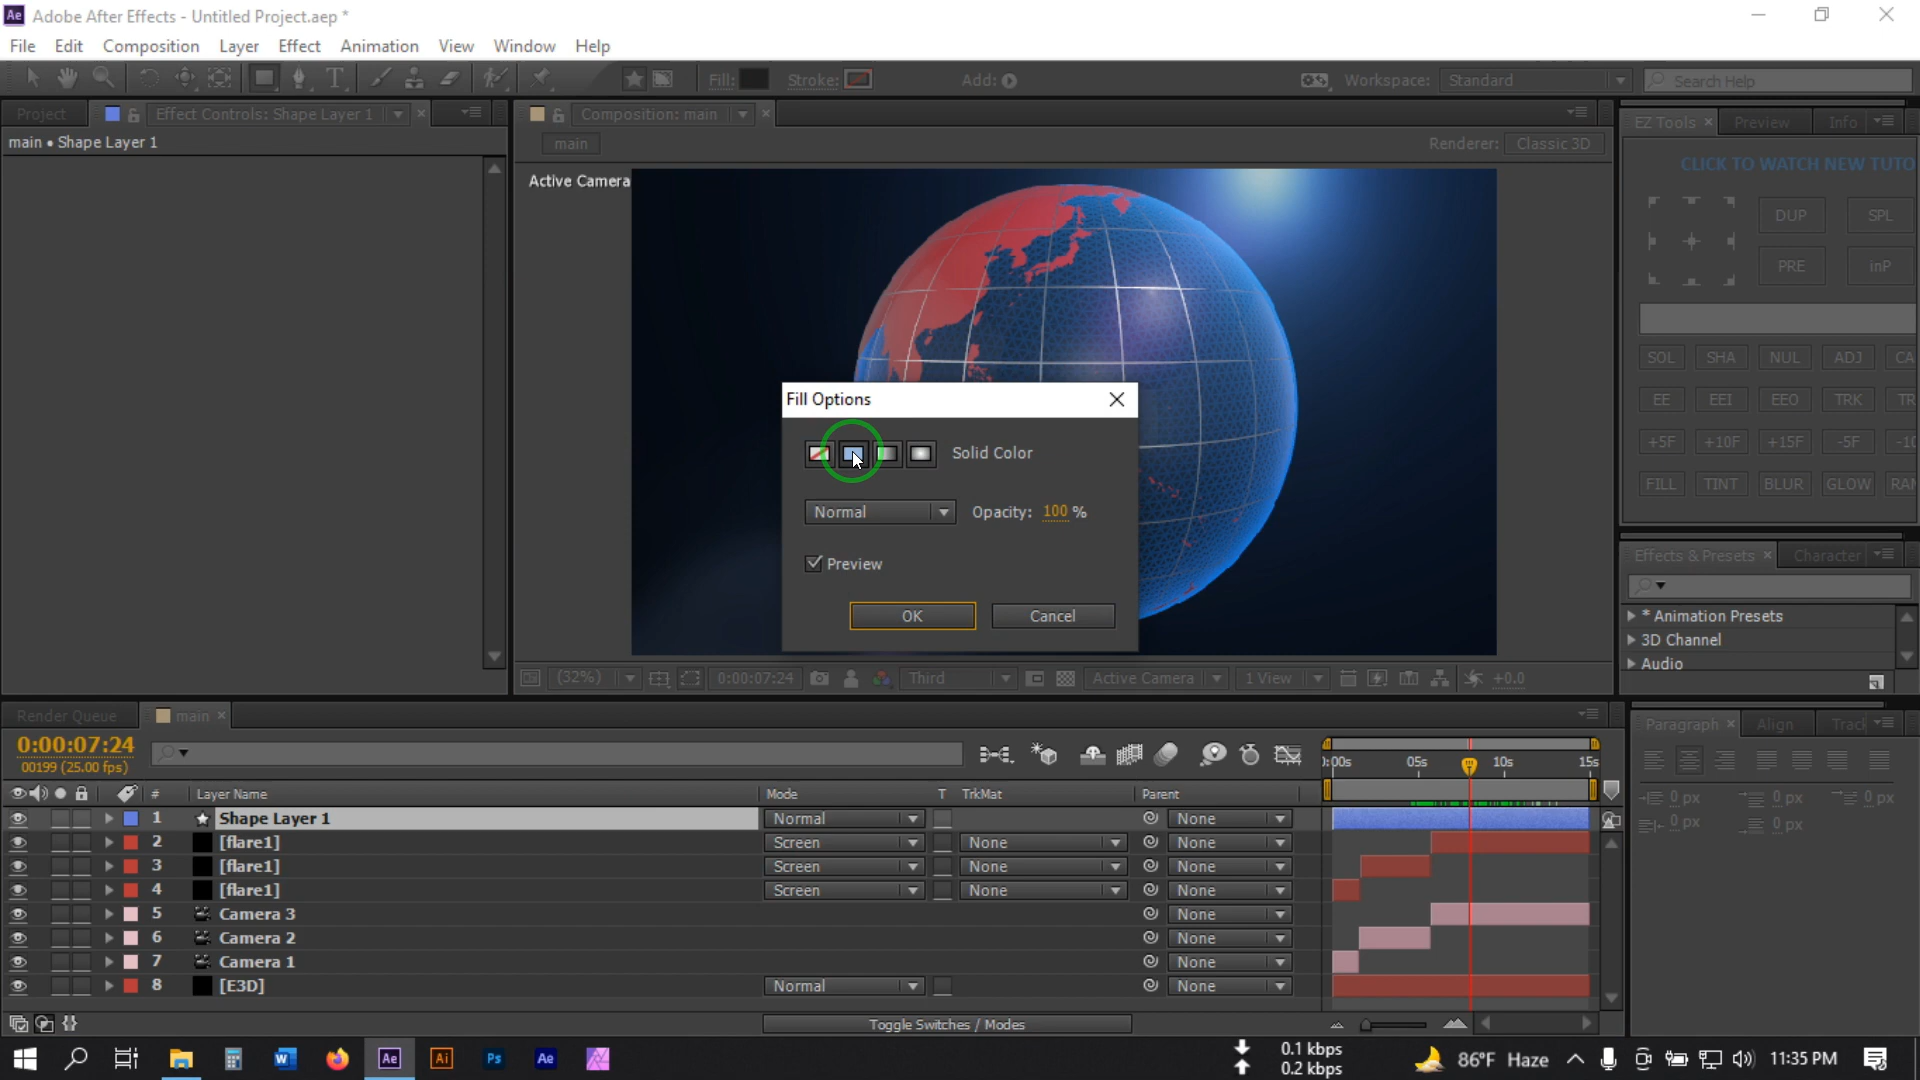 Ae Adobe After Effects - Untitled Project.aep *
File Edit Composition Layer Effect Animation View Window Help
T Fill: Stroke: Add: Workspace: Standard Search Help
Project Effect Controls: Shape Layer 1 × Composition: main × EZ Tools × Preview Info
main • Shape Layer 1
main Renderer: Classic 3D
CLICK TO WATCH NEW TUTO
Active Camera
DUP SPL
PRE inP
SOL SHA NUL ADJ CA
EE EEI EEO TRK TR
+5F +10F +15F -5F -10
FILL TINT BLUR GLOW RAN
Fill Options
Solid Color
Normal Opacity: 100 %
Preview
OK Cancel
Effects & Presets × Character
* Animation Presets
3D Channel
Audio
(32%) 0:00:07:24 Third Active Camera 1 View +0.0
Render Queue main ×
Paragraph × Align Track
0:00:07:24
00199 (25.00 fps)
):00s 05s 10s 15s
# Layer Name Mode T TrkMat Parent
0 px 0 px 0 px
0 px 0 px
1 Shape Layer 1 Normal None
2 [flare1] Screen None None
3 [flare1] Screen None None
4 [flare1] Screen None None
5 Camera 3 None
6 Camera 2 None
7 Camera 1 None
8 [E3D] Normal None
Toggle Switches / Modes
W Ae Ai Ps Ae
0.1 kbps
0.2 kbps
86°F Haze
11:35 PM